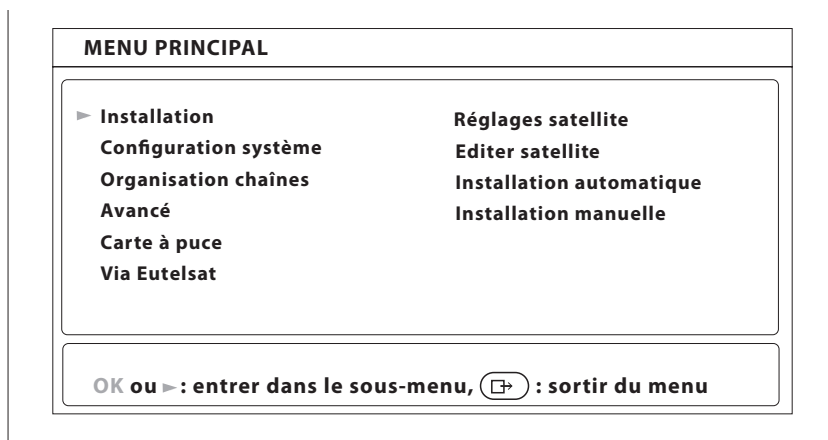 MENU PRINCIPAL
► Installation
Configuration système
Organisation chaînes
Avancé
Carte à puce
Via Eutelsat
Réglages satellite
Editer satellite
Installation automatique
Installation manuelle
OK ou ► : entrer dans le sous-menu, : sortir du menu